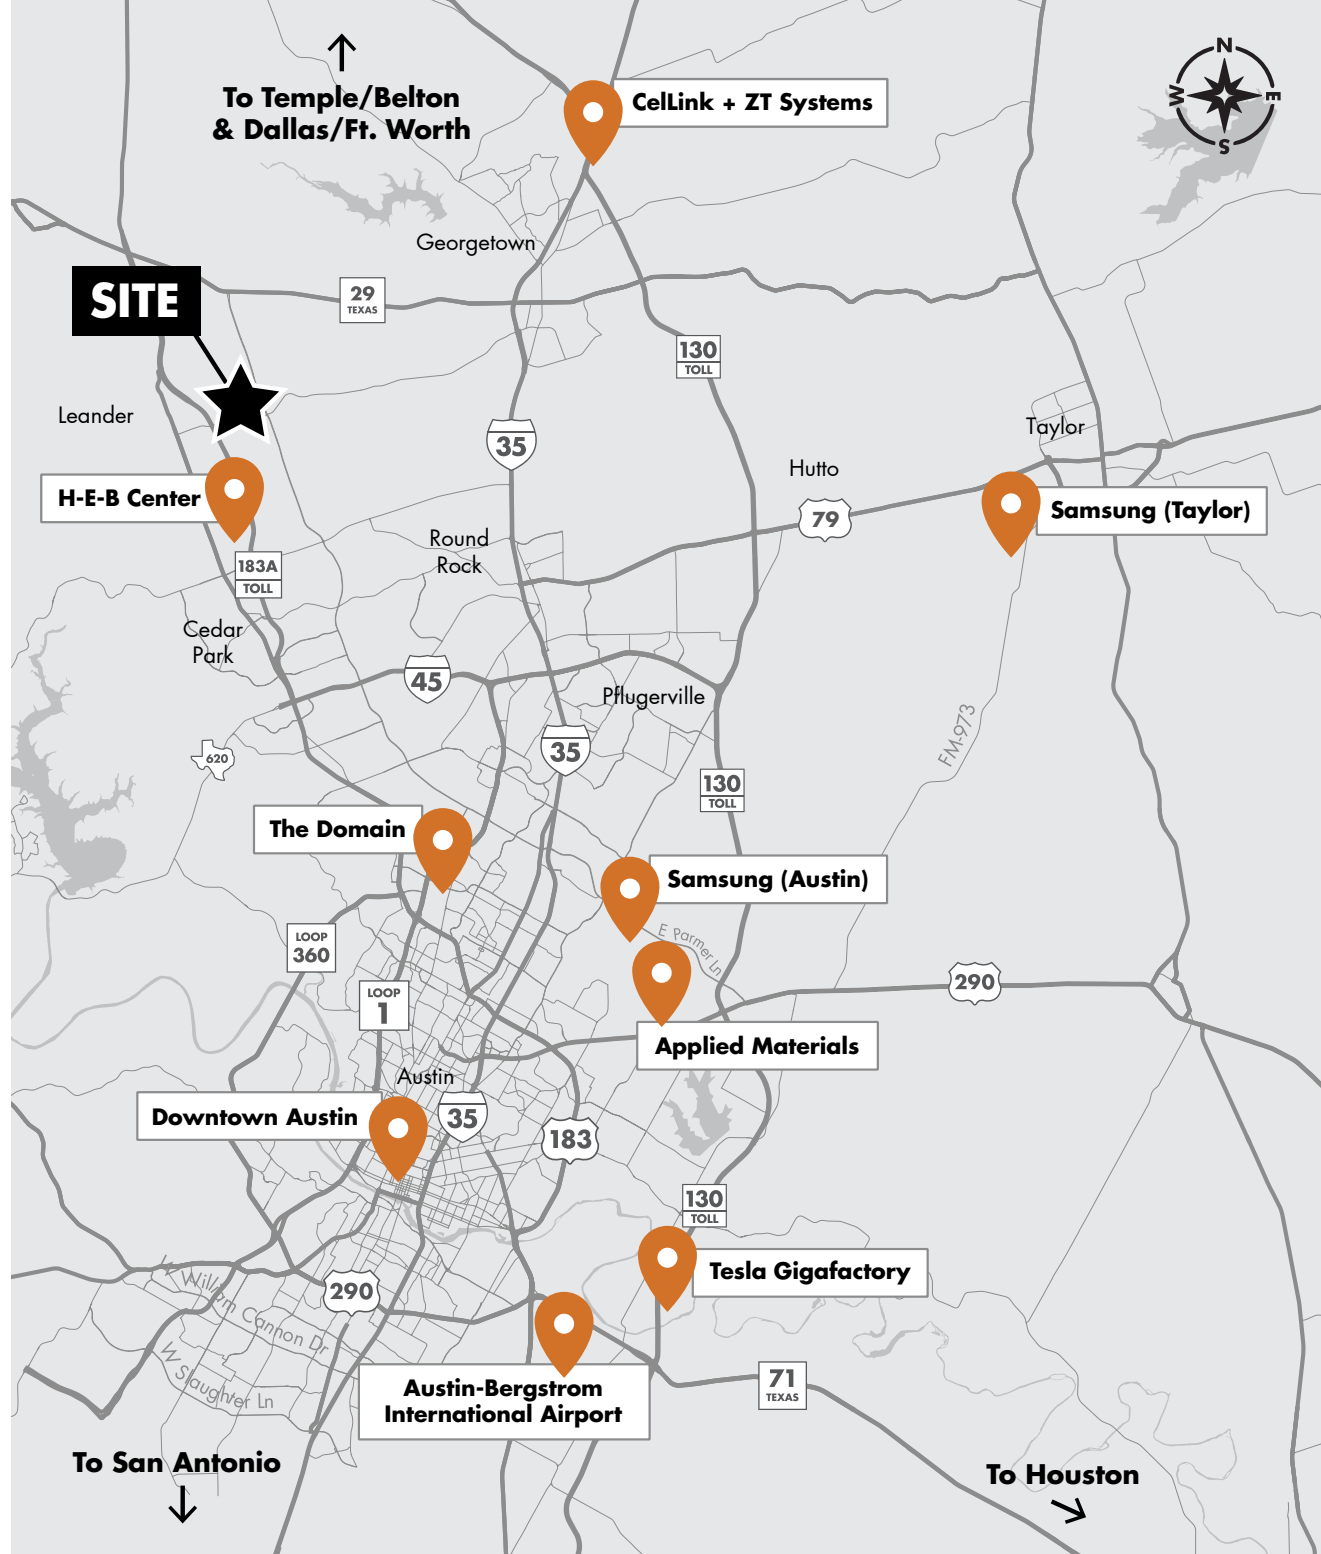 N
W
E
S
To Temple/Belton
& Dallas/Ft. Worth
CelLink + ZT Systems
Georgetown
SITE
29
TEXAS
130
TOLL
Leander
35
Taylor
Hutto
H-E-B Center
79
Samsung (Taylor)
Round
Rock
183A
TOLL
Cedar
Park
45
Pflugerville
35
620
FM-973
130
TOLL
The Domain
Samsung (Austin)
LOOP
360
E Parmer Ln
290
LOOP
1
Applied Materials
Austin
Downtown Austin
35
183
130
TOLL
Tesla Gigafactory
290
W William Cannon Dr
W Slaughter Ln
71
TEXAS
Austin-Bergstrom
International Airport
To San Antonio
To Houston